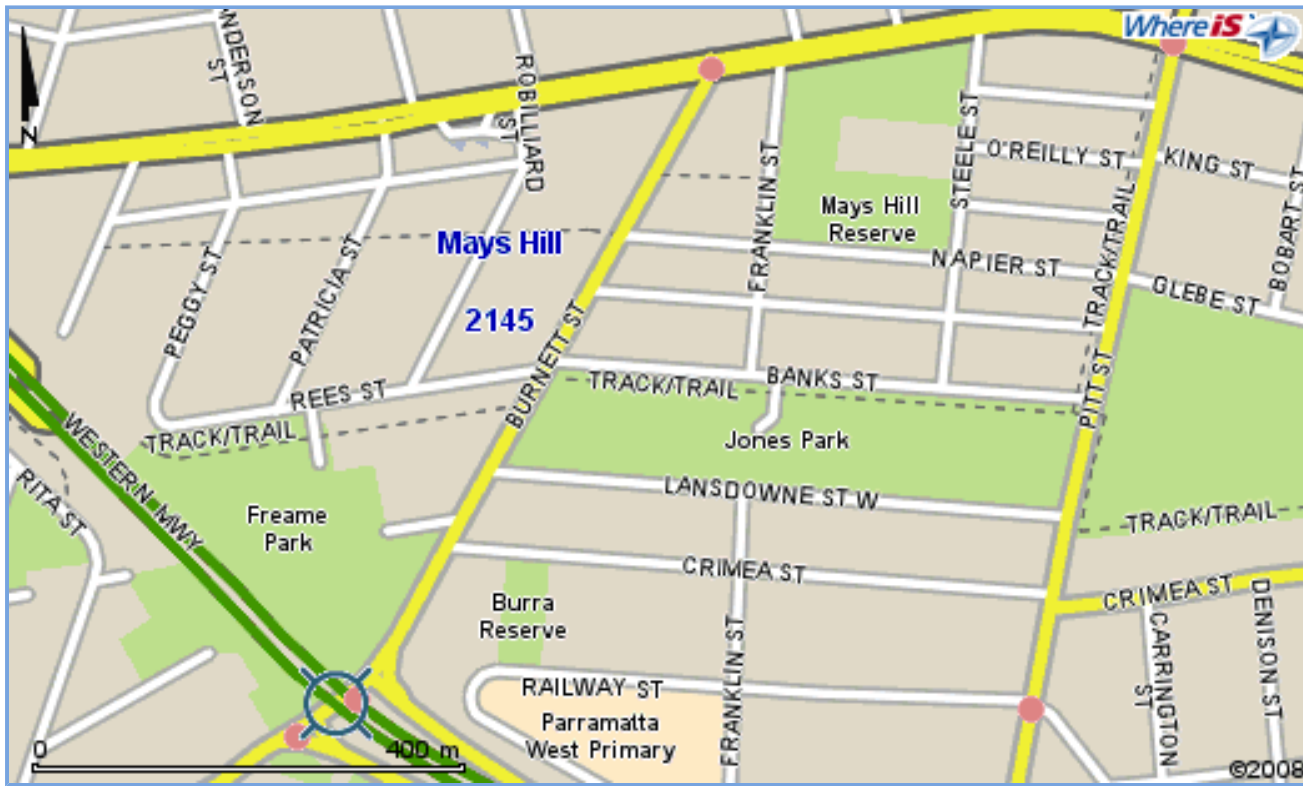 WhereiS
NDERSON
ST
ROBILLIARD
ST
N
FRANKLIN ST
STEELE ST
O'REILLY ST
KING ST
TRACK/TRAIL
BOBART ST
Mays Hill
Reserve
Mays Hill
2145
PEGGY ST
PATRICIA ST
NAPIER ST
GLEBE ST
BURNETT ST
REES ST
TRACK/TRAIL
BANKS ST
PITT ST
TRACK/TRAIL
Jones Park
WESTERN MWY
RITA ST
Freame
Park
LANSDOWNE ST W
TRACK/TRAIL
CRIMEA ST
CRIMEA ST
Burra
Reserve
FRANKLIN ST
CARRINGTON
ST
DENISON ST
RAILWAY ST
Parramatta
West Primary
0
400 m
©2008